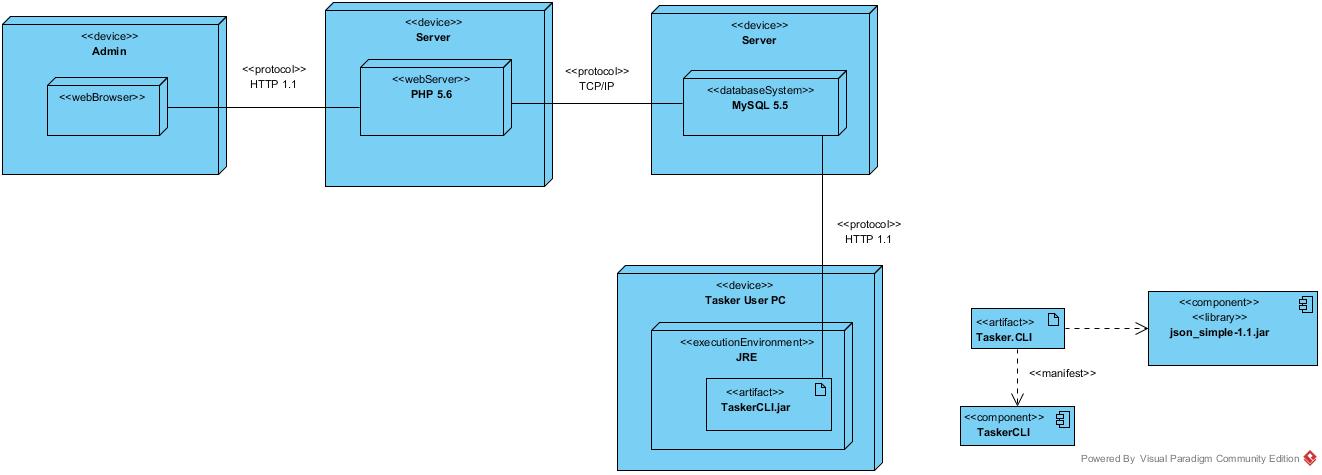 <<device>>
Admin
<<webBrowser>>
<<protocol>>
HTTP 1.1
<<device>>
Server
<<webServer>>
PHP 5.6
<<protocol>>
TCP/IP
<<device>>
Server
<<databaseSystem>>
MySQL 5.5
<<protocol>>
HTTP 1.1
<<device>>
Tasker User PC
<<executionEnvironment>>
JRE
<<artifact>>
TaskerCLI.jar
<<artifact>>
Tasker.CLI
<<component>>
<<library>>
json_simple-1.1.jar
<<manifest>>
<<component>>
TaskerCLI
Powered By Visual Paradigm Community Edition